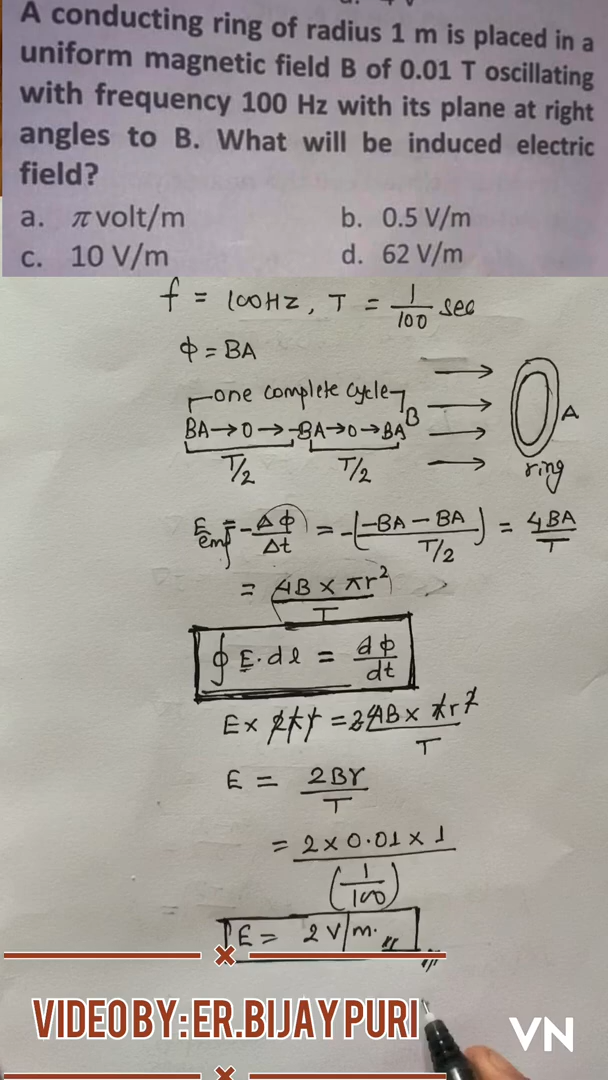 A conducting ring of radius 1 m is placed in a
uniform magnetic field B of 0.01 T oscillating
with frequency 100 Hz with its plane at right
angles to B. What will be induced electric
field?
a. π volt/m
b. 0.5 V/m
c. 10 V/m
d. 62 V/m
f = 100HZ, T = 1/100 sec
Φ = BA
one complete cycle
BA→0→-BA→0→BA
T/2 T/2
B
A
ring
E emf = -ΔΦ/Δt = -(-BA-BA / T/2) = 4BA/T
= 4B × πr² / T
∮E.dl = dΦ/dt
E× 2πr = 2 4B× πr² / T
E = 2Br/T
= 2×0.01×1 / (1/100)
E = 2V/m.
VIDEO BY: ER.BIJAY PURI
VN